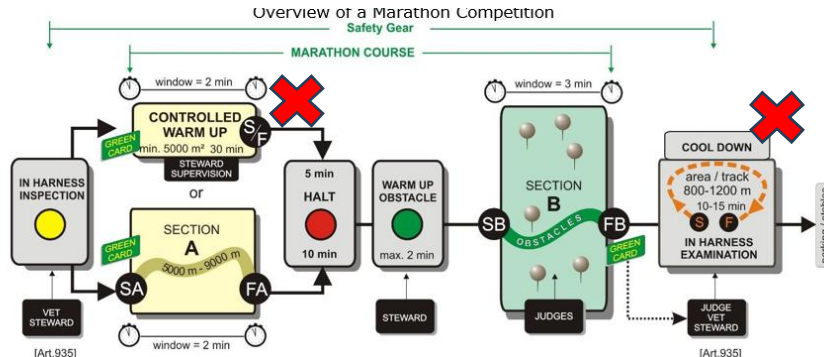 Overview of a Marathon Competition
Safety Gear
MARATHON COURSE
window = 2 min
window = 3 min
CONTROLLED
WARM UP
S/F
GREEN
CARD
min. 5000 m² 30 min
STEWARD
SUPERVISION
or
IN HARNESS
INSPECTION
SECTION
A
GREEN
CARD
5000 m - 9000 m
SA
FA
window = 2 min
VET
STEWARD
[Art.935]
5 min
HALT
10 min
WARM UP
OBSTACLE
max. 2 min
STEWARD
SB
SECTION
B
OBSTACLES
FB
GREEN
CARD
JUDGES
COOL DOWN
area / track
800-1200 m
10-15 min
S F
IN HARNESS
EXAMINATION
JUDGE
VET
STEWARD
[Art.935]